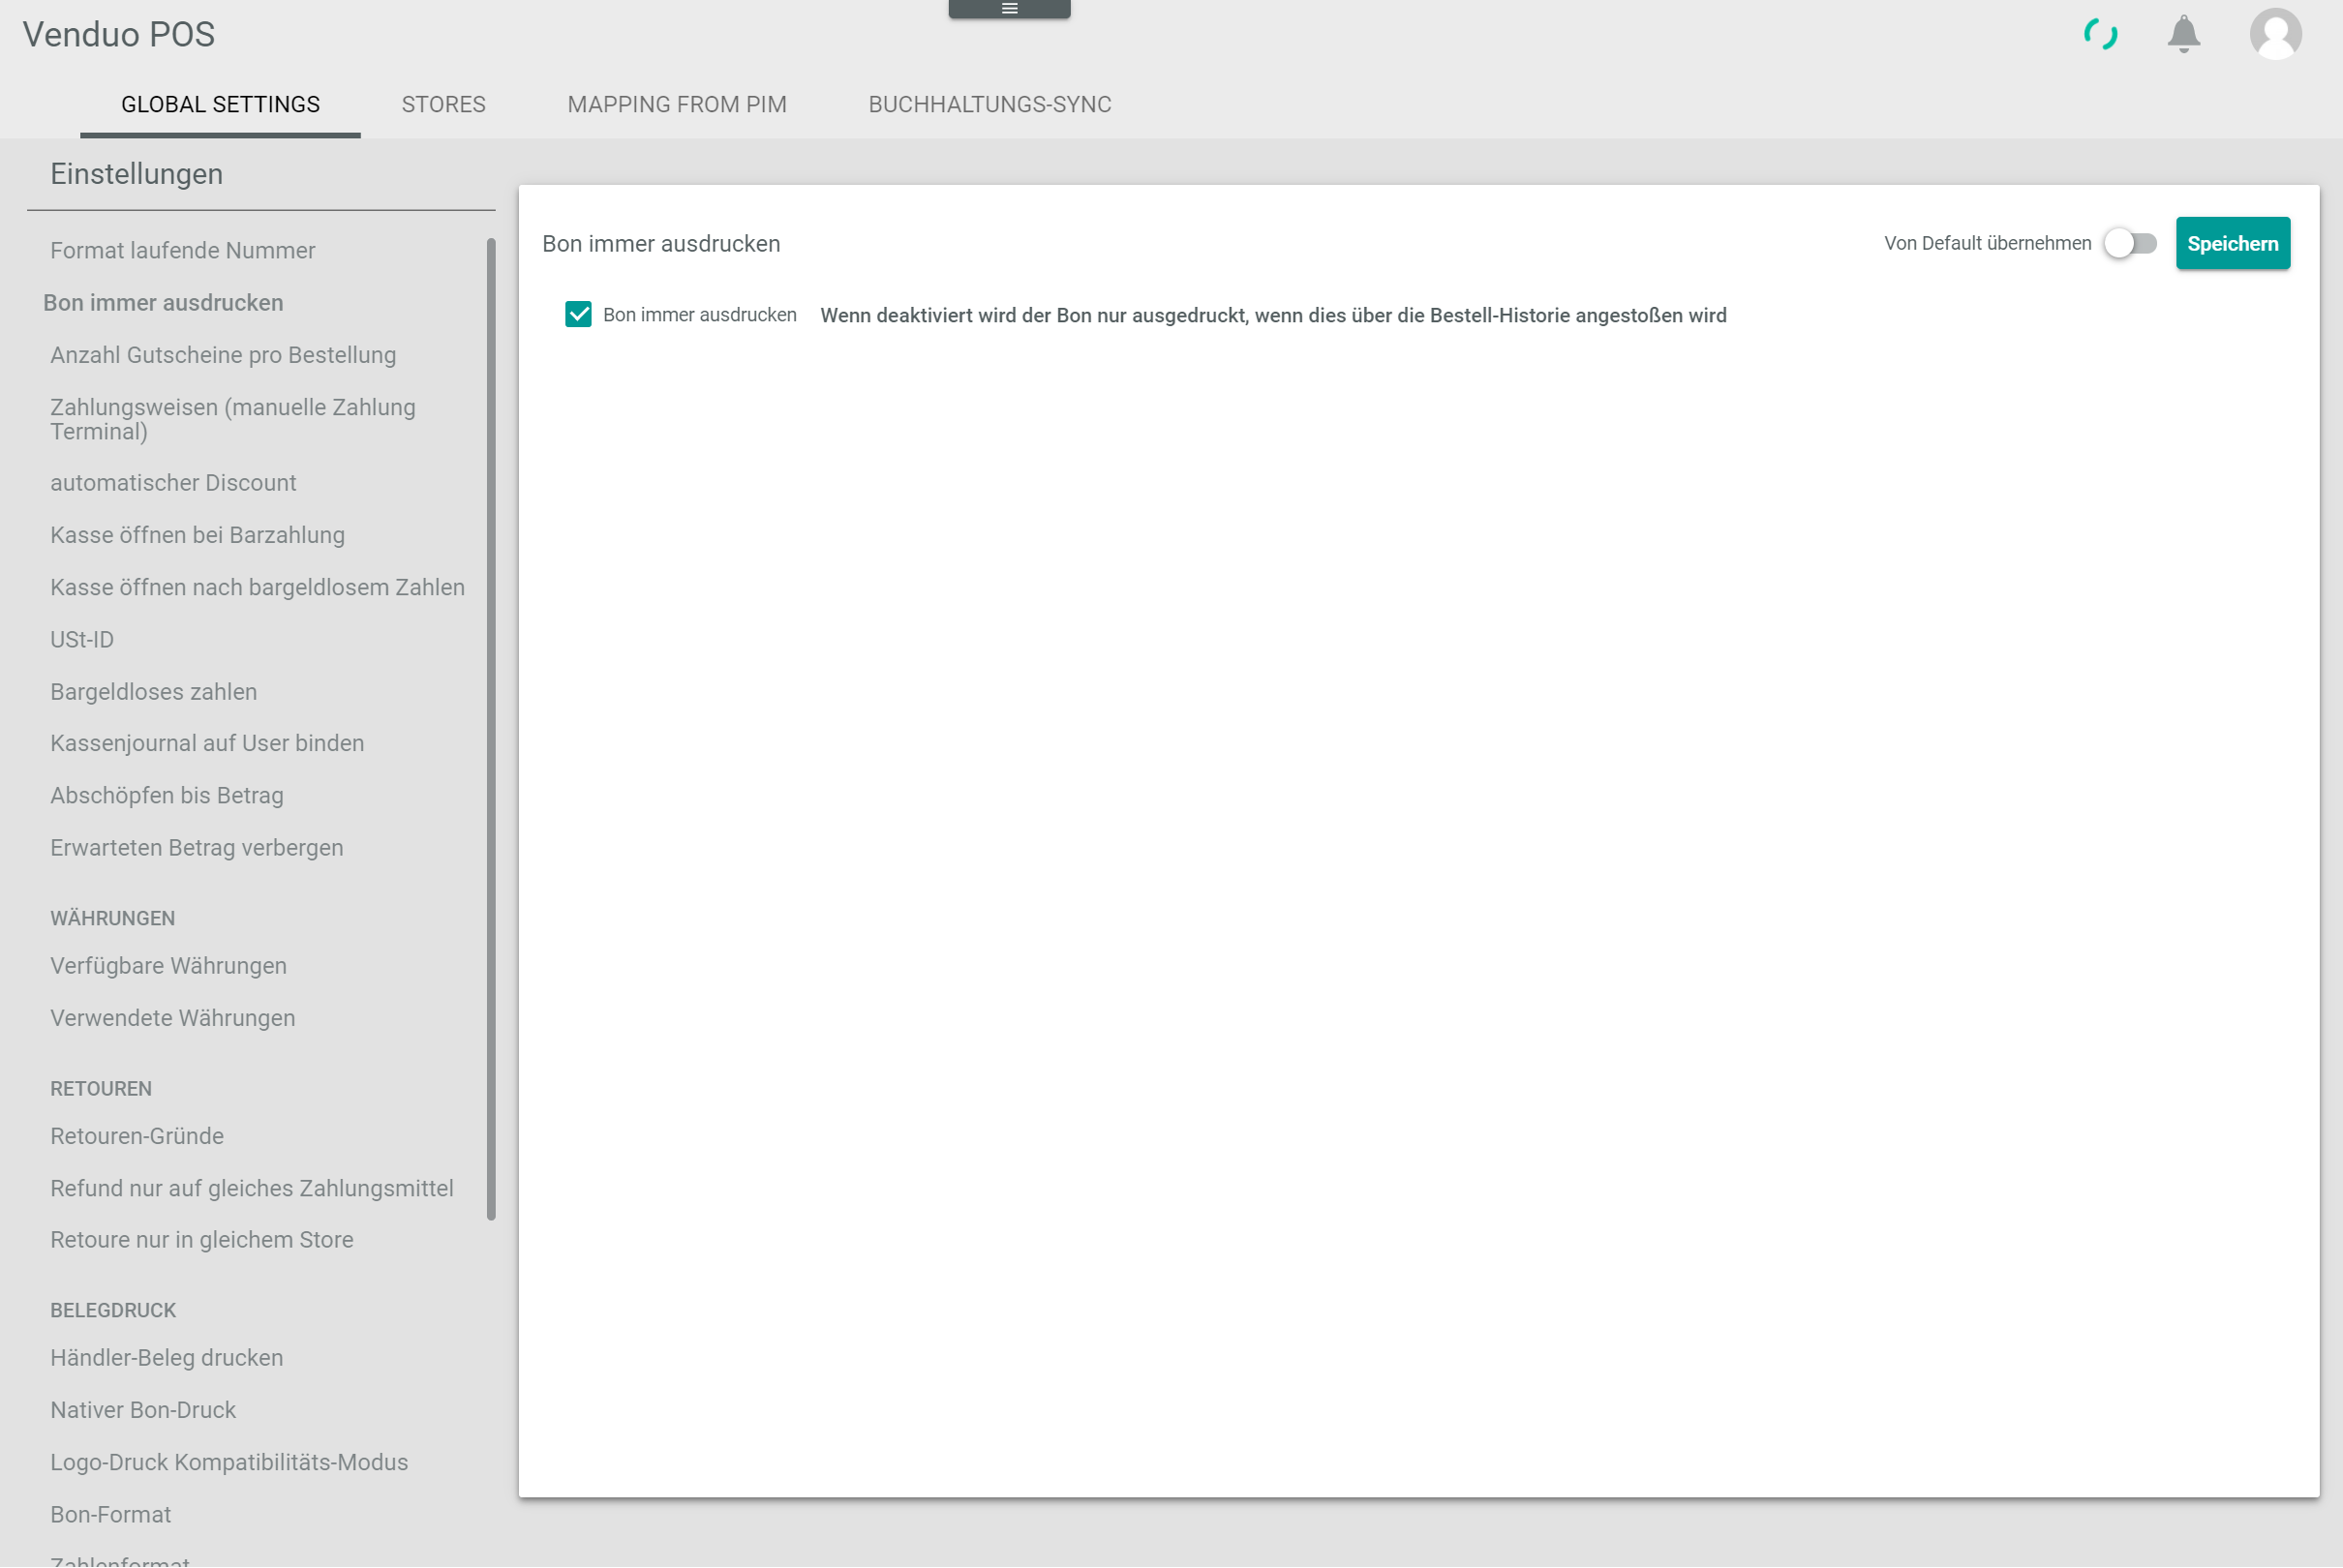 Venduo POS
GLOBAL SETTINGS
STORES
MAPPING FROM PIM
BUCHHALTUNGS-SYNC
Einstellungen
Format laufende Nummer
Bon immer ausdrucken
Anzahl Gutscheine pro Bestellung
Zahlungsweisen (manuelle Zahlung
Terminal)
automatischer Discount
Kasse öffnen bei Barzahlung
Kasse öffnen nach bargeldlosem Zahlen
USt-ID
Bargeldloses zahlen
Kassenjournal auf User binden
Abschöpfen bis Betrag
Erwarteten Betrag verbergen
WÄHRUNGEN
Verfügbare Währungen
Verwendete Währungen
RETOUREN
Retouren-Gründe
Refund nur auf gleiches Zahlungsmittel
Retoure nur in gleichem Store
BELEGDRUCK
Händler-Beleg drucken
Nativer Bon-Druck
Logo-Druck Kompatibilitäts-Modus
Bon-Format
Zahlenformat
Bon immer ausdrucken
Von Default übernehmen
Speichern
Bon immer ausdrucken
Wenn deaktiviert wird der Bon nur ausgedruckt, wenn dies über die Bestell-Historie angestoßen wird